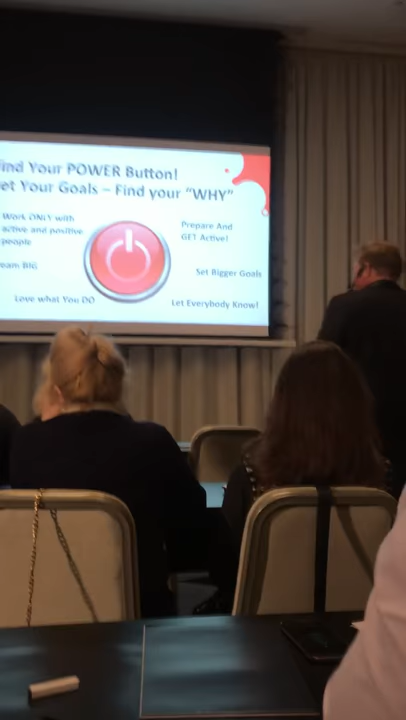 ind Your POWER Button!
et Your Goals – Find your "WHY"
Work ONLY with
active and positive
people
eam BIG
Love what You DO
Prepare And
GET Active!
Set Bigger Goals
Let Everybody Know!